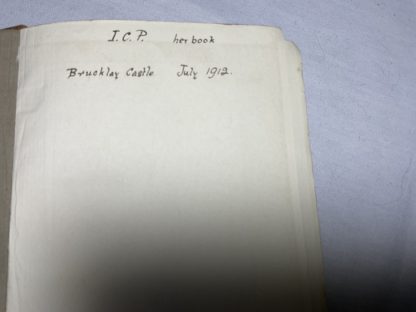 I.C.P. her book
Brucklay Castle July 1912.